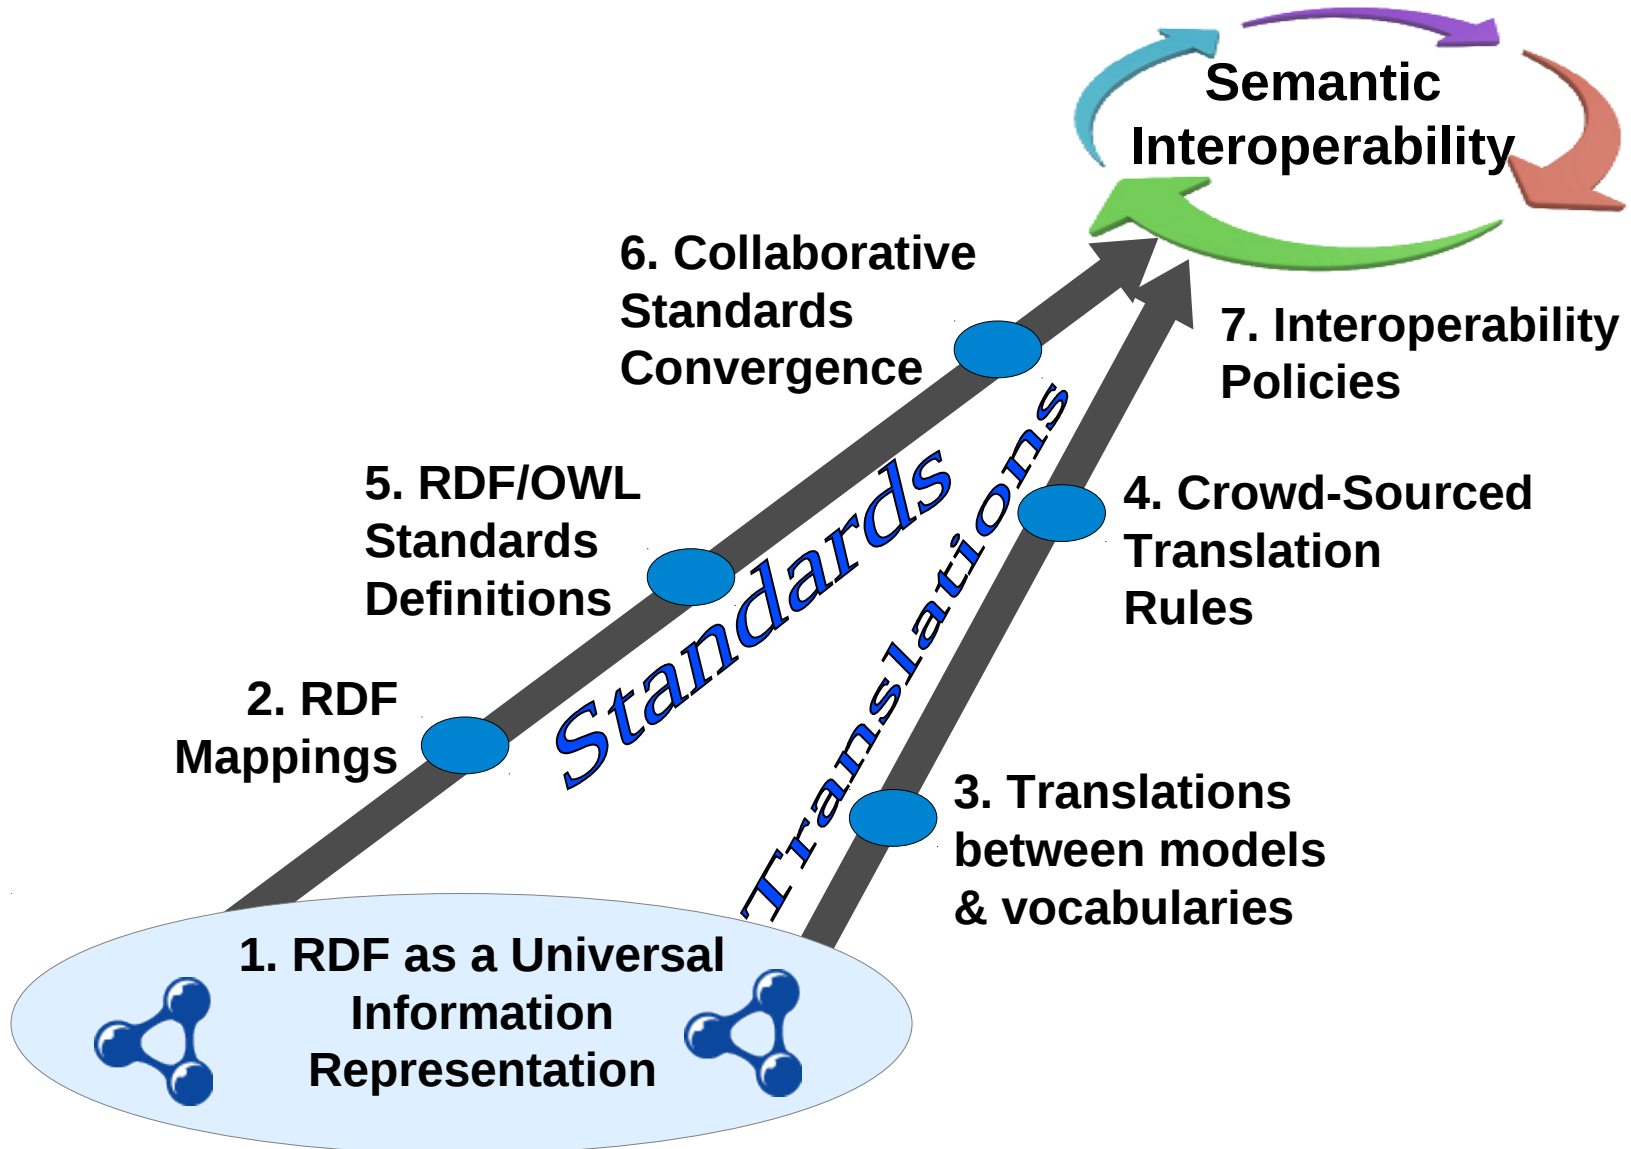 Semantic
Interoperability
6. Collaborative
Standards
Convergence
7. Interoperability
Policies
5. RDF/OWL
Standards
Definitions
4. Crowd-Sourced
Translation
Rules
Standards
Translations
2. RDF
Mappings
3. Translations
between models
& vocabularies
1. RDF as a Universal
Information
Representation